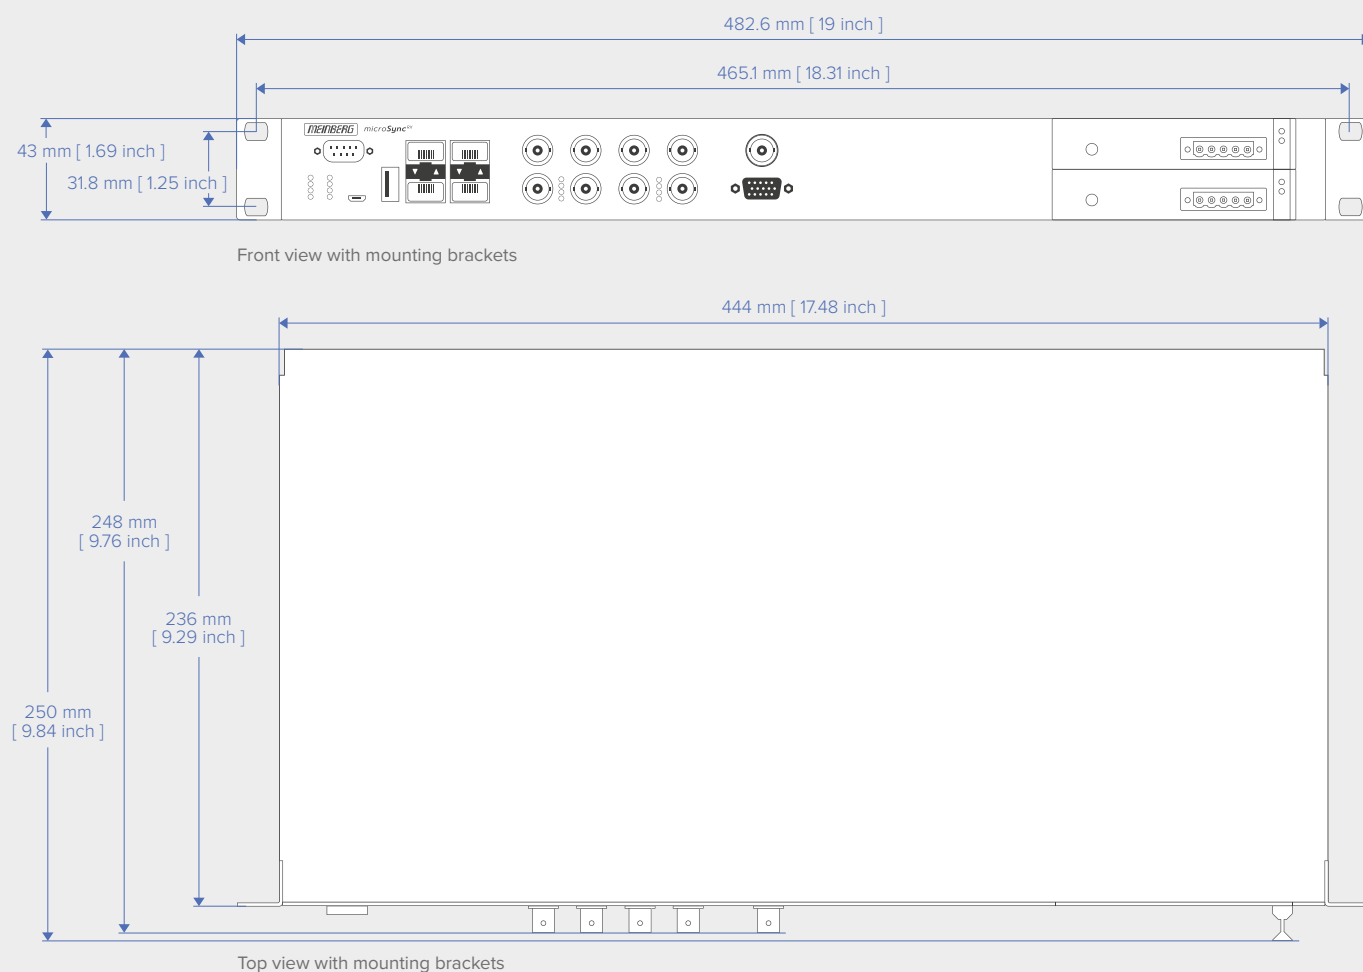 482.6 mm [ 19 inch ]
465.1 mm [ 18.31 inch ]
MEINBERG microSync
43 mm [ 1.69 inch ]
31.8 mm [ 1.25 inch ]
Front view with mounting brackets
444 mm [ 17.48 inch ]
248 mm
[ 9.76 inch ]
236 mm
[ 9.29 inch ]
250 mm
[ 9.84 inch ]
Top view with mounting brackets